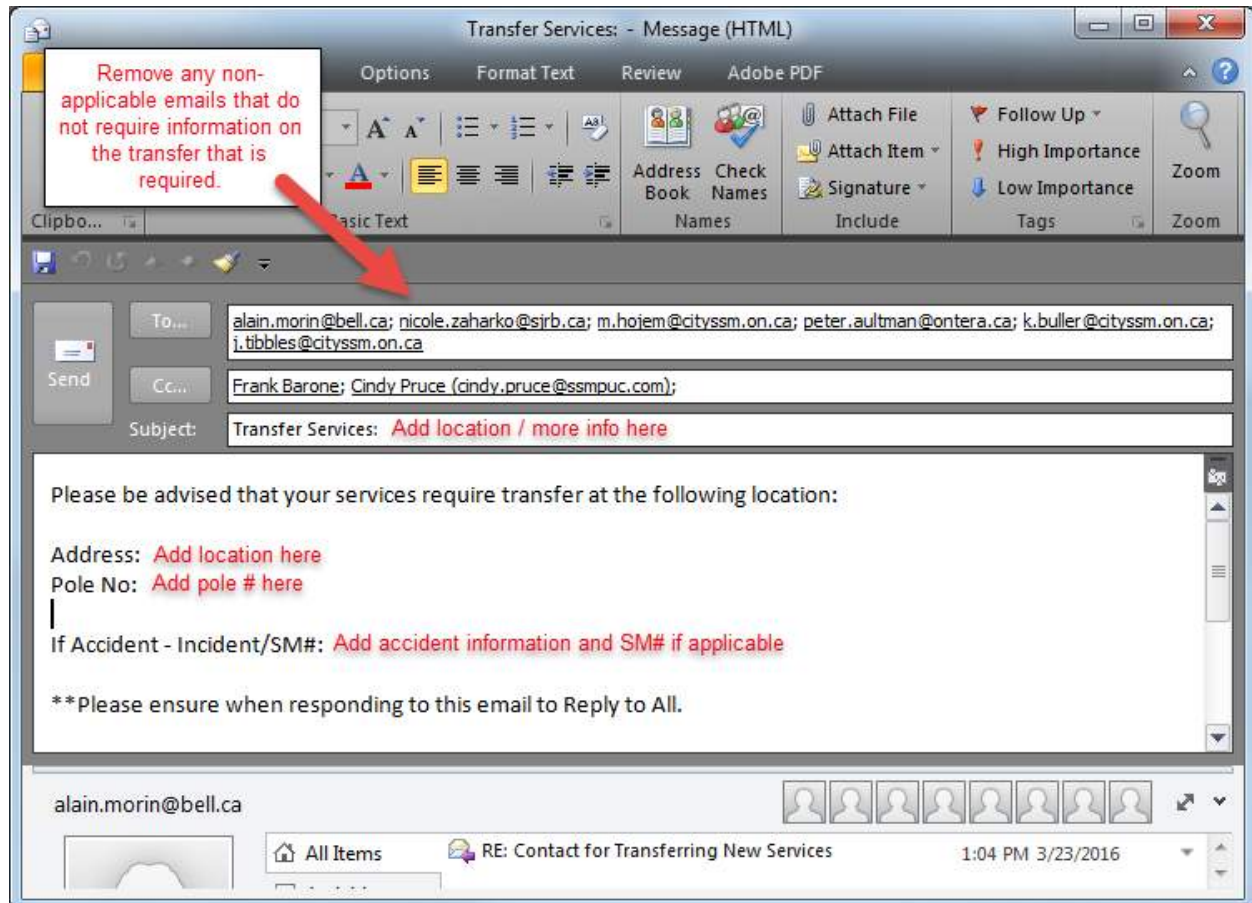 Transfer Services: - Message (HTML)
Remove any non-
applicable emails that do
not require information on
the transfer that is
required.
Options Format Text Review Adobe PDF
Attach File
Attach Item
Signature
Follow Up
High Importance
Low Importance
Address Book
Check Names
Zoom
Clipbo... Basic Text Names Include Tags Zoom
To... alain.morin@bell.ca; nicole.zaharko@sjrb.ca; m.hojem@cityssm.on.ca; peter.aultman@ontera.ca; k.buller@cityssm.on.ca;
j.tibbles@cityssm.on.ca
Send
Cc... Frank Barone; Cindy Pruce (cindy.pruce@ssmpuc.com);
Subject: Transfer Services: Add location / more info here
Please be advised that your services require transfer at the following location:
Address: Add location here
Pole No: Add pole # here
If Accident - Incident/SM#: Add accident information and SM# if applicable
**Please ensure when responding to this email to Reply to All.
alain.morin@bell.ca
All Items RE: Contact for Transferring New Services 1:04 PM 3/23/2016